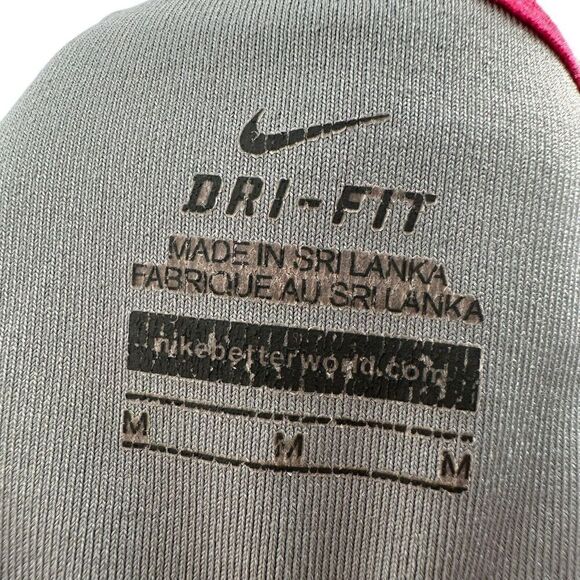 DRI-FIT
MADE IN SRI LANKA
FABRIQUE AU SRI LANKA
nikebetterworld.com
M M M